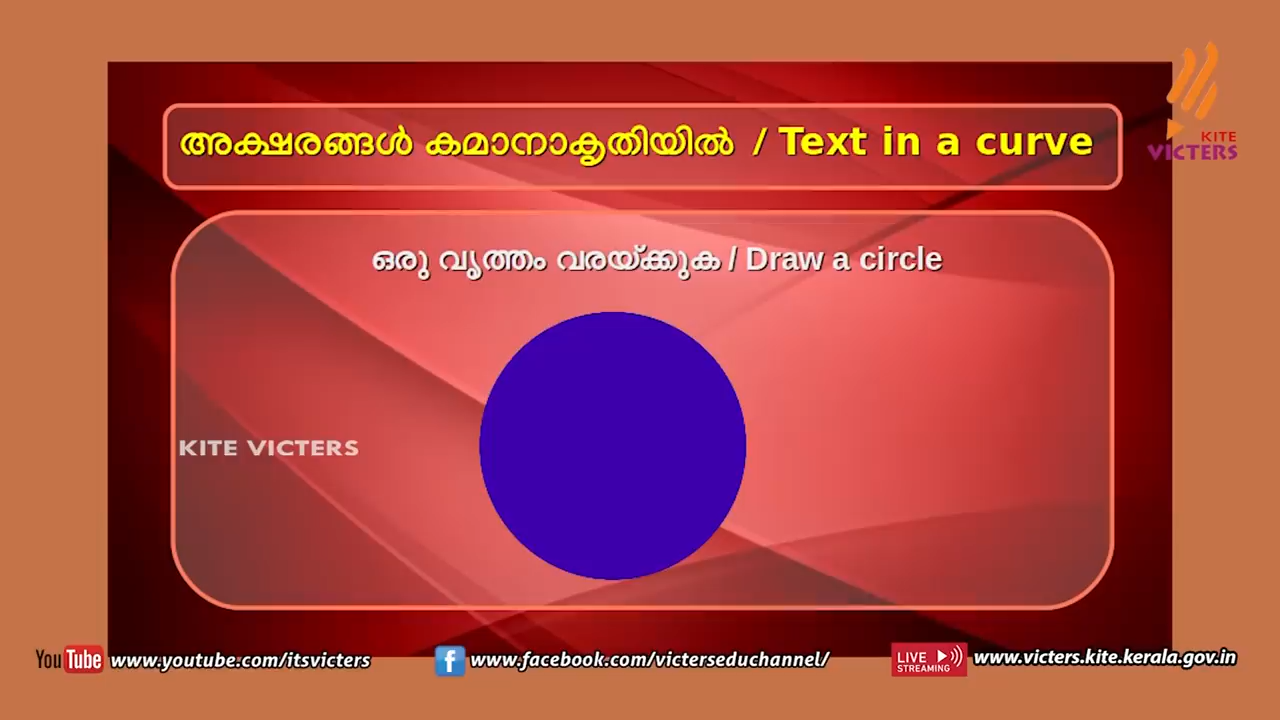 അക്ഷരങ്ങൾ കമാനാകൃതിയിൽ / Text in a curve
KITE
VICTERS
ഒരു വൃത്തം വരയ്ക്കുക / Draw a circle
KITE VICTERS
YouTube www.youtube.com/itsvicters
f www.facebook.com/victerseduchannel/
LIVE STREAMING www.victers.kite.kerala.gov.in